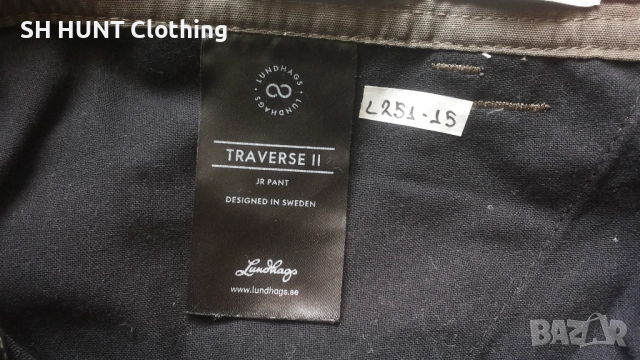 SH HUNT Clothing
LUNDHAGS · LUNDHAGS ·
L251-15
TRAVERSE II
JR PANT
DESIGNED IN SWEDEN
Lundhags
www.lundhags.se
BAZAR